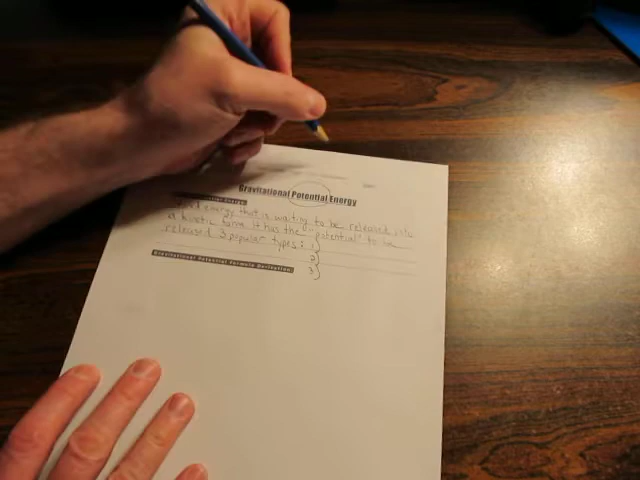 Gravitational Potential Energy
Energy:
energy that is waiting to be released into
a kinetic form. It has the "potential" to be
released 3 popular types: 1)
2)
3)
Gravitational Potential Formula Derivation: